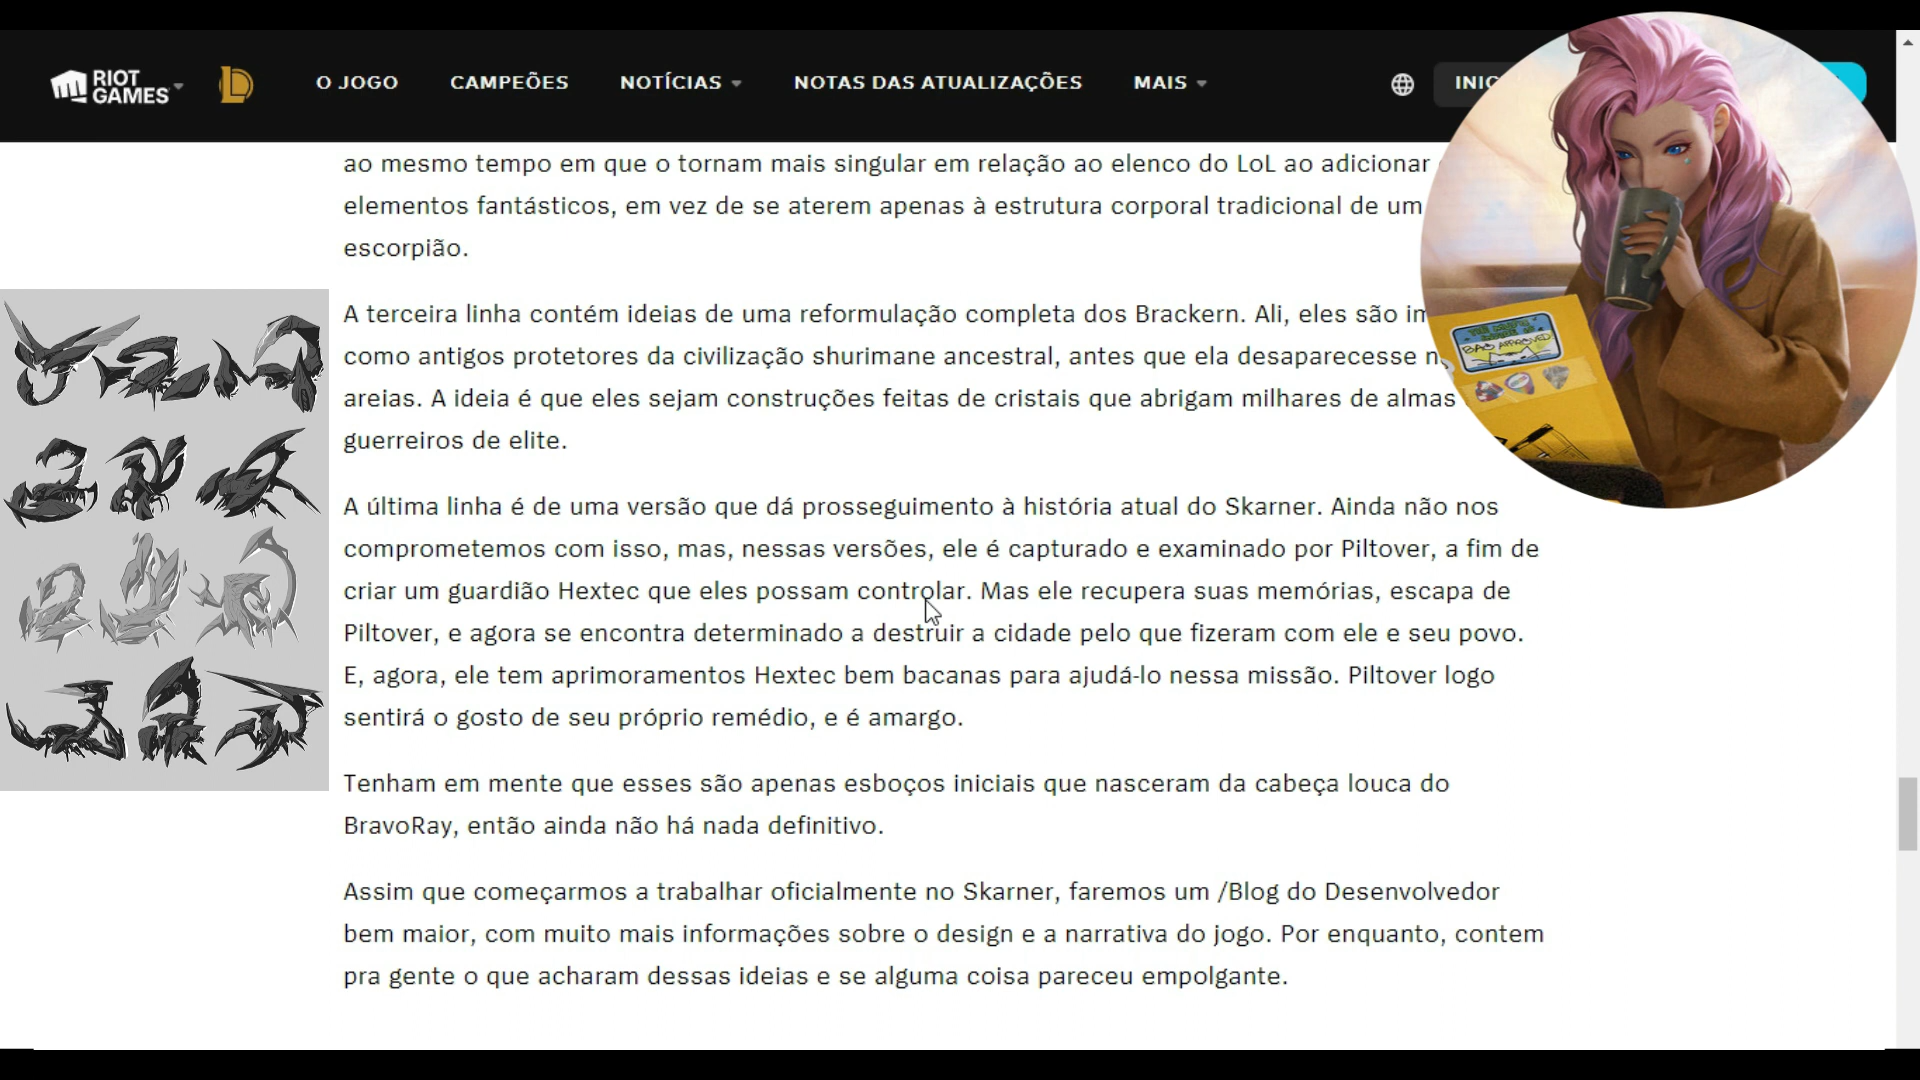 RIOT GAMES
O JOGO CAMPEÕES NOTÍCIAS NOTAS DAS ATUALIZAÇÕES MAIS
ao mesmo tempo em que o tornam mais singular em relação ao elenco do LoL ao adicionar
elementos fantásticos, em vez de se aterem apenas à estrutura corporal tradicional de um
escorpião.
A terceira linha contém ideias de uma reformulação completa dos Brackern. Ali, eles são
como antigos protetores da civilização shurimane ancestral, antes que ela desaparecesse
areias. A ideia é que eles sejam construções feitas de cristais que abrigam milhares de almas
guerreiros de elite.
A última linha é de uma versão que dá prosseguimento à história atual do Skarner. Ainda não nos
comprometemos com isso, mas, nessas versões, ele é capturado e examinado por Piltover, a fim de
criar um guardião Hextec que eles possam controlar. Mas ele recupera suas memórias, escapa de
Piltover, e agora se encontra determinado a destruir a cidade pelo que fizeram com ele e seu povo.
E, agora, ele tem aprimoramentos Hextec bem bacanas para ajudá-lo nessa missão. Piltover logo
sentirá o gosto de seu próprio remédio, e é amargo.
Tenham em mente que esses são apenas esboços iniciais que nasceram da cabeça louca do
BravoRay, então ainda não há nada definitivo.
Assim que começarmos a trabalhar oficialmente no Skarner, faremos um /Blog do Desenvolvedor
bem maior, com muito mais informações sobre o design e a narrativa do jogo. Por enquanto, contem
pra gente o que acharam dessas ideias e se alguma coisa pareceu empolgante.